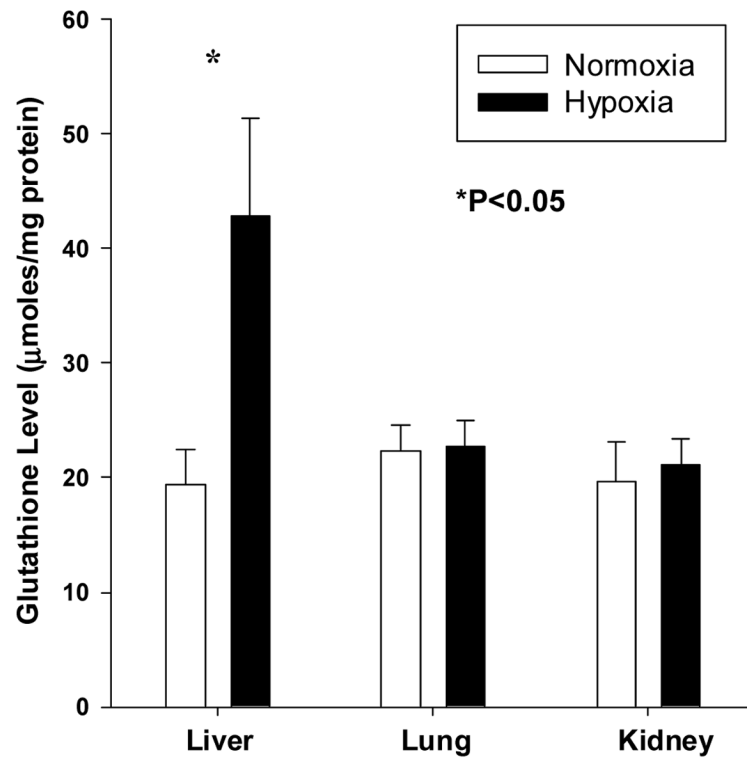 Glutathione Level (μmoles/mg protein)
60
50
40
30
20
10
0
*
Normoxia
Hypoxia
*P<0.05
Liver Lung Kidney